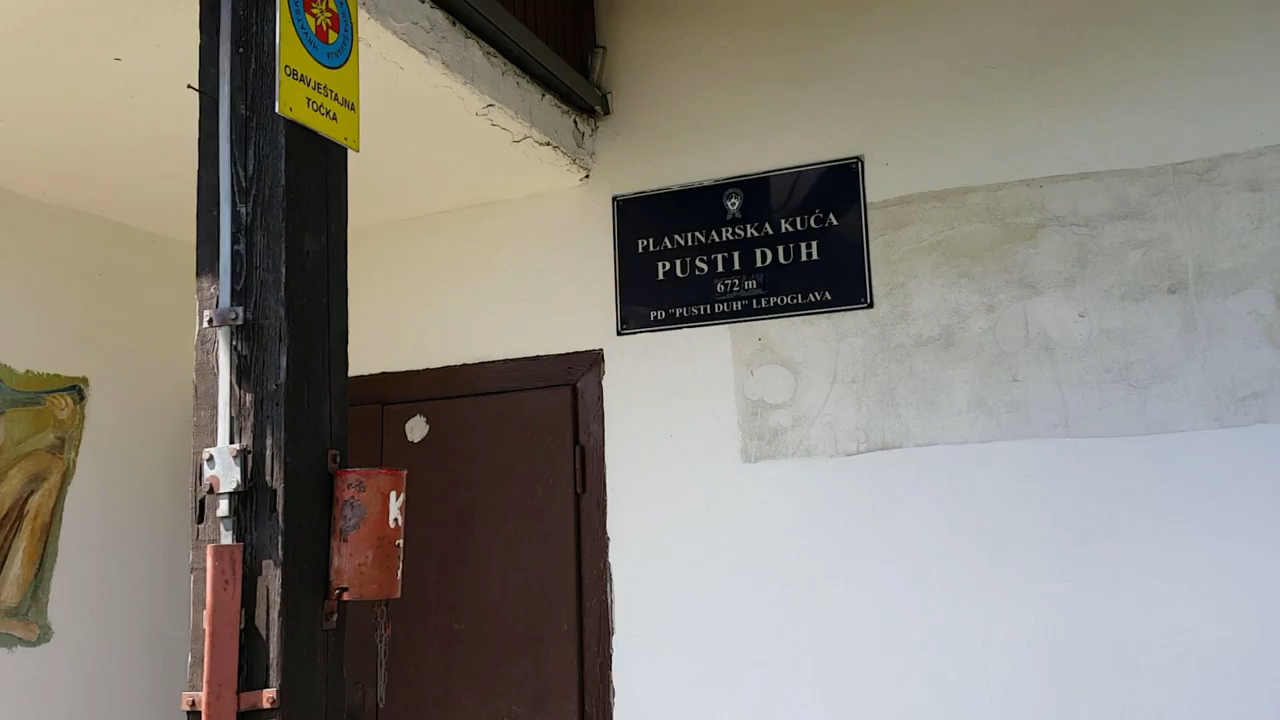 OBAVJEŠTAJNA
TOČKA
PLANINARSKA KUĆA
PUSTI DUH
672 m
PD "PUSTI DUH" LEPOGLAVA
K